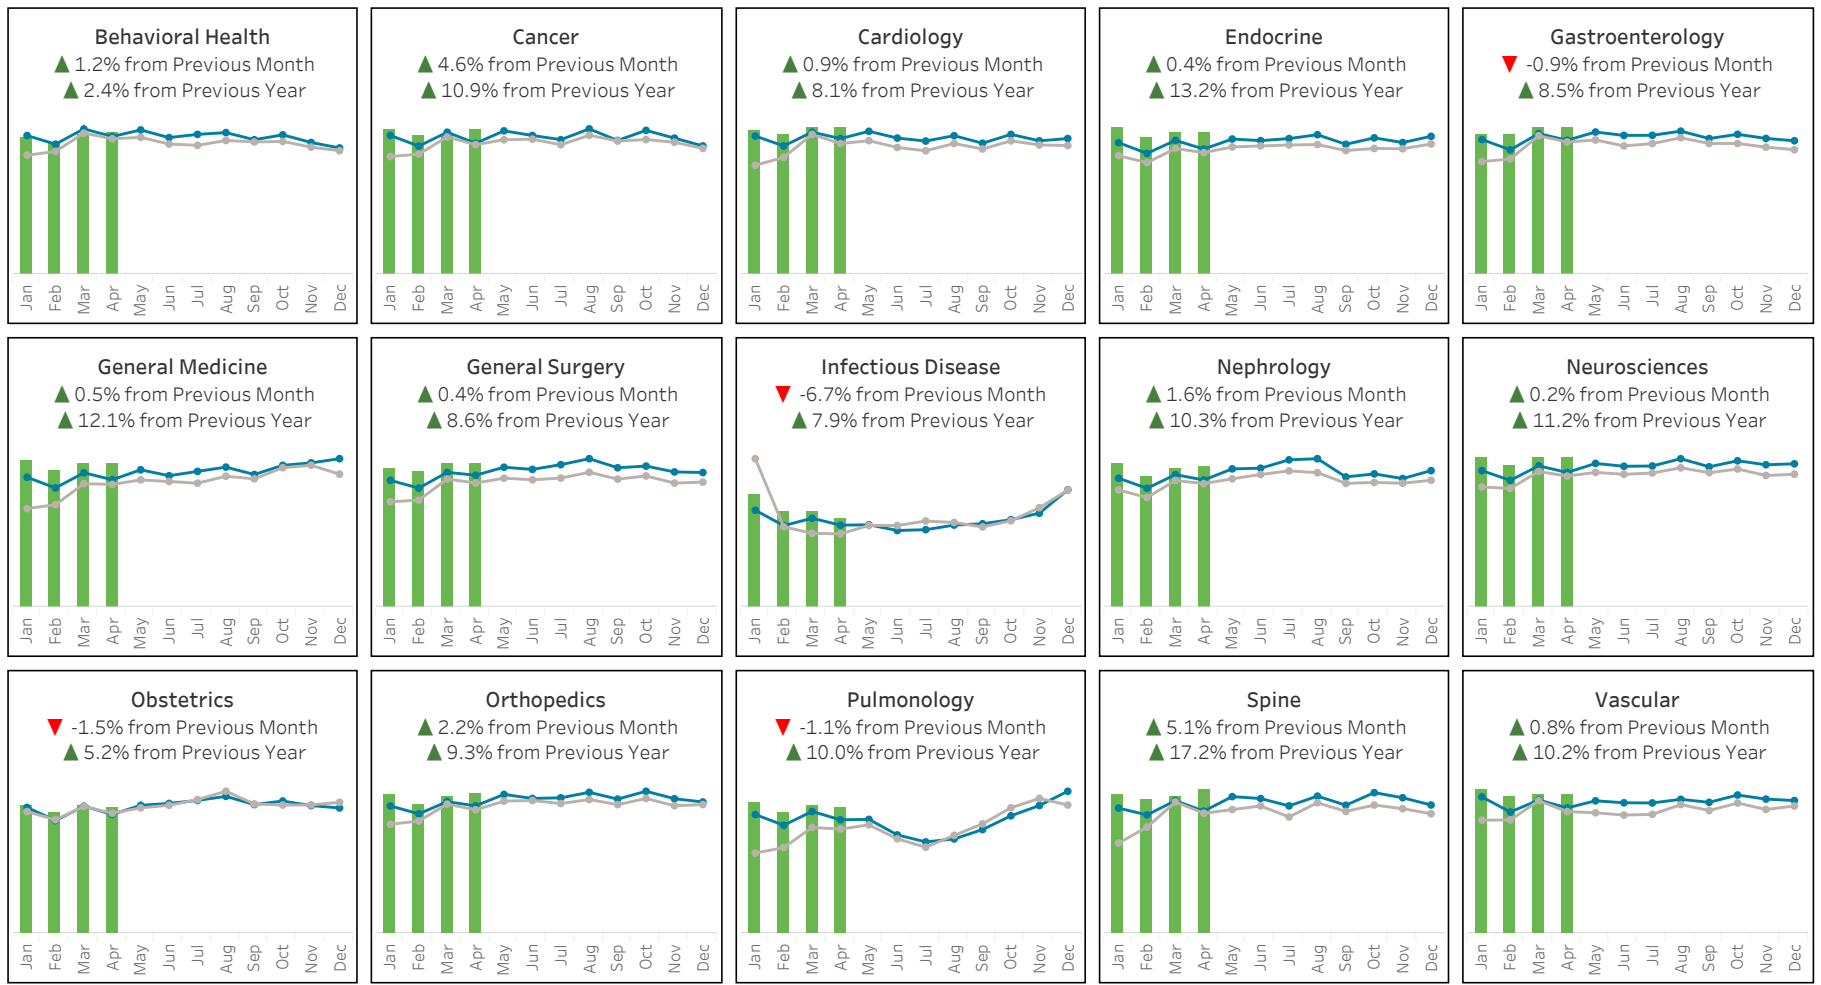 Behavioral Health
1.2% from Previous Month
2.4% from Previous Year
Jan Feb Mar Apr May Jun Jul Aug Sep Oct Nov Dec
Cancer
4.6% from Previous Month
10.9% from Previous Year
Jan Feb Mar Apr May Jun Jul Aug Sep Oct Nov Dec
Cardiology
0.9% from Previous Month
8.1% from Previous Year
Jan Feb Mar Apr May Jun Jul Aug Sep Oct Nov Dec
Endocrine
0.4% from Previous Month
13.2% from Previous Year
Jan Feb Mar Apr May Jun Jul Aug Sep Oct Nov Dec
Gastroenterology
-0.9% from Previous Month
8.5% from Previous Year
Jan Feb Mar Apr May Jun Jul Aug Sep Oct Nov Dec
General Medicine
0.5% from Previous Month
12.1% from Previous Year
Jan Feb Mar Apr May Jun Jul Aug Sep Oct Nov Dec
General Surgery
0.4% from Previous Month
8.6% from Previous Year
Jan Feb Mar Apr May Jun Jul Aug Sep Oct Nov Dec
Infectious Disease
-6.7% from Previous Month
7.9% from Previous Year
Jan Feb Mar Apr May Jun Jul Aug Sep Oct Nov Dec
Nephrology
1.6% from Previous Month
10.3% from Previous Year
Jan Feb Mar Apr May Jun Jul Aug Sep Oct Nov Dec
Neurosciences
0.2% from Previous Month
11.2% from Previous Year
Jan Feb Mar Apr May Jun Jul Aug Sep Oct Nov Dec
Obstetrics
-1.5% from Previous Month
5.2% from Previous Year
Jan Feb Mar Apr May Jun Jul Aug Sep Oct Nov Dec
Orthopedics
2.2% from Previous Month
9.3% from Previous Year
Jan Feb Mar Apr May Jun Jul Aug Sep Oct Nov Dec
Pulmonology
-1.1% from Previous Month
10.0% from Previous Year
Jan Feb Mar Apr May Jun Jul Aug Sep Oct Nov Dec
Spine
5.1% from Previous Month
17.2% from Previous Year
Jan Feb Mar Apr May Jun Jul Aug Sep Oct Nov Dec
Vascular
0.8% from Previous Month
10.2% from Previous Year
Jan Feb Mar Apr May Jun Jul Aug Sep Oct Nov Dec